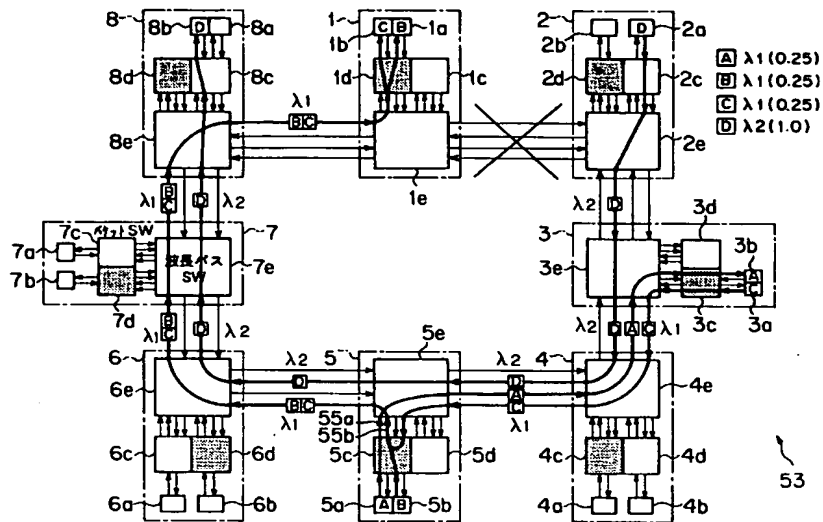 8
8b
D
8a
8d
8c
λ1
8e
B C
1
C B
1a
1b
1d
1c
1e
2
D
2a
2b
2d
2c
2e
A λ1(0.25)
B λ1(0.25)
C λ1(0.25)
D λ2(1.0)
λ1
B
C
D
λ2
λ2
D
7c
パケットSW
7
7a
7b
波長パス
SW
7e
7d
3
3d
3e
3b
A
C
3a
3c
λ1
B
C
D
λ2
λ2
D A C
λ1
6
6e
λ2
D
B C
λ1
6c
6d
6a
6b
5
5e
55a
55b
5c
5d
5a
A B
5b
λ2
D
A
C
λ1
4
4e
4c
4d
4a
4b
53